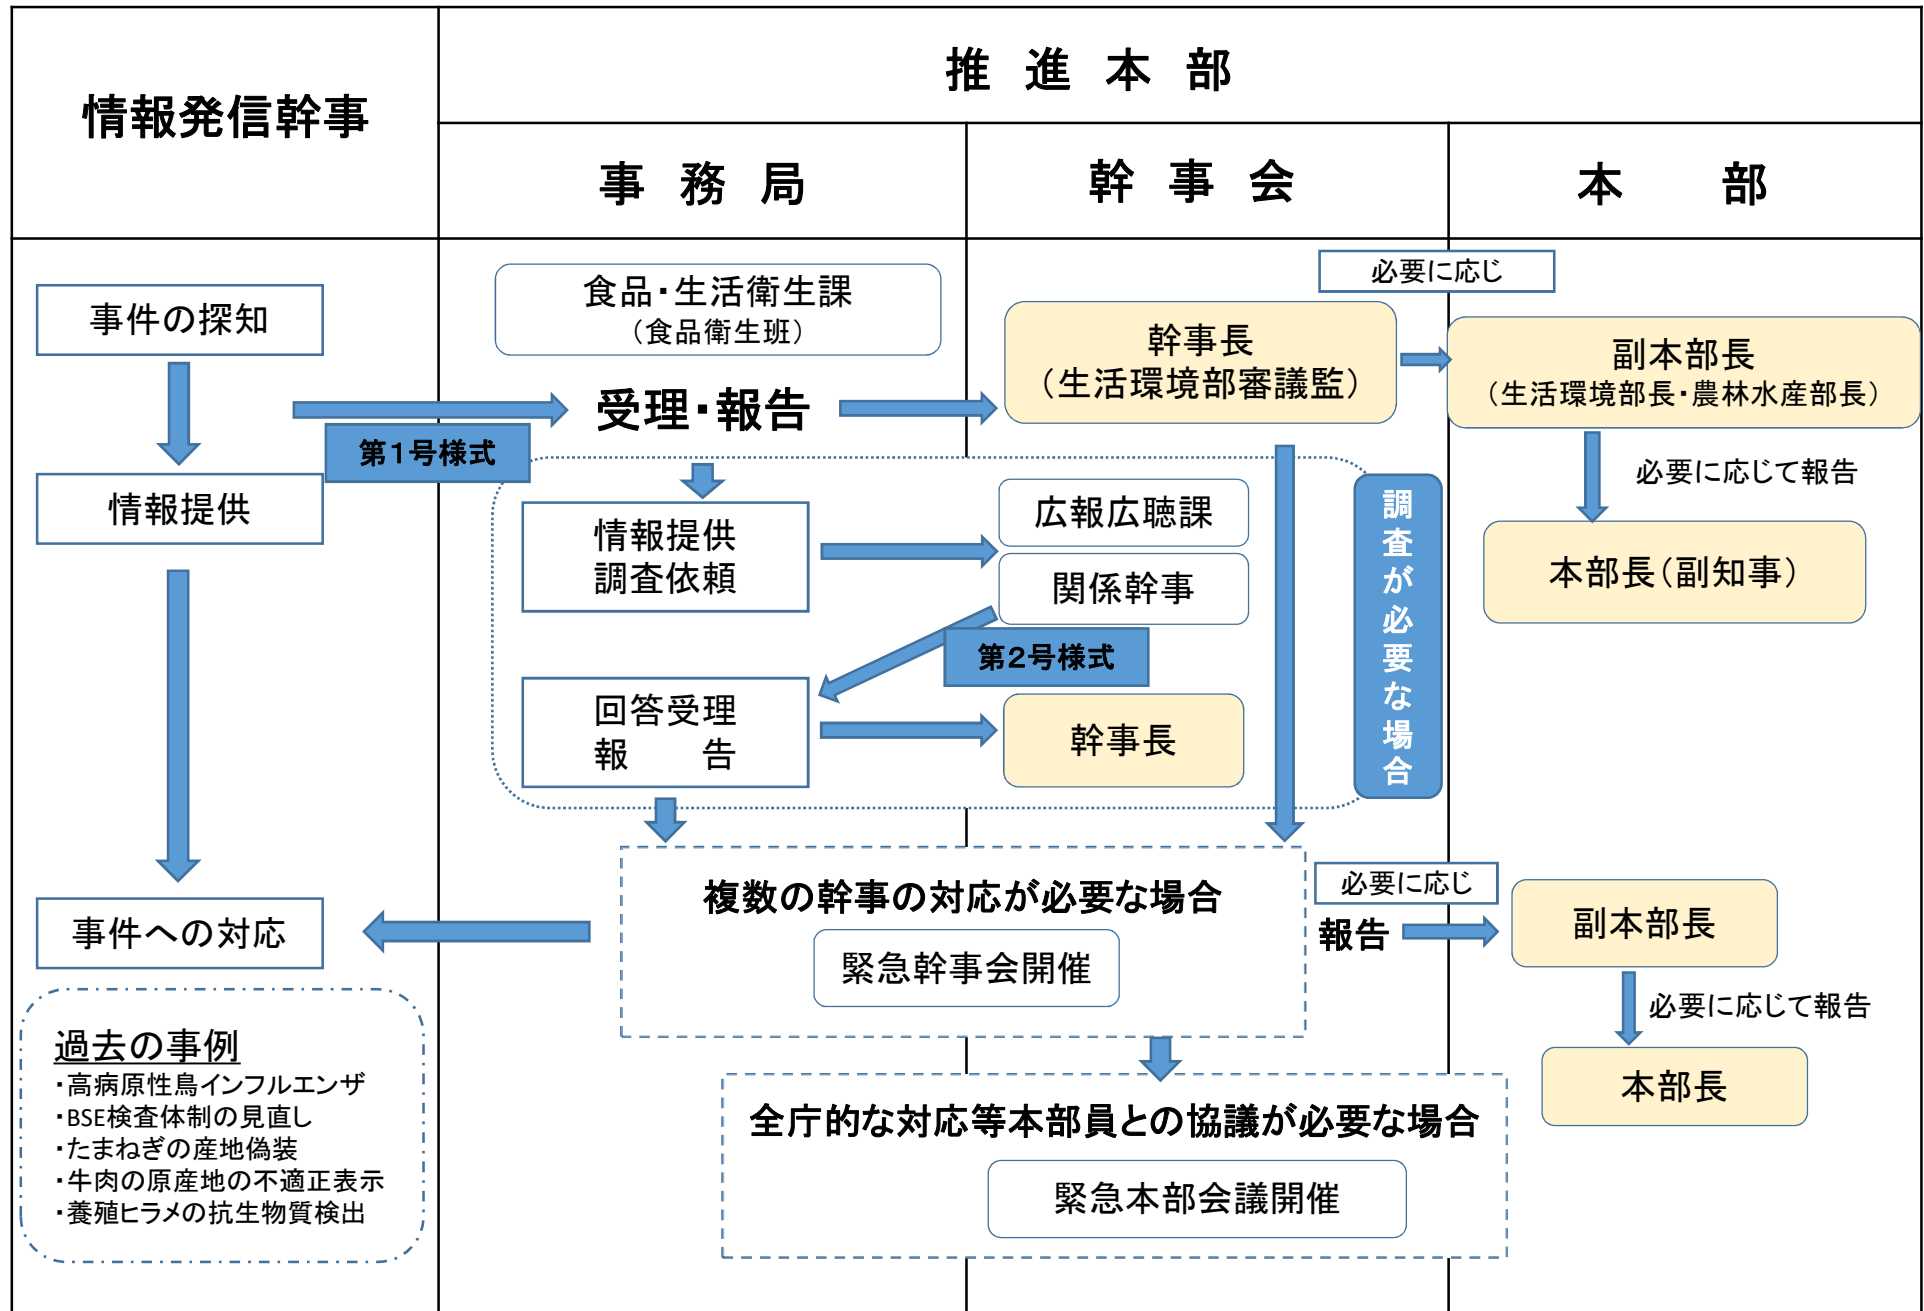 情報発信幹事
推進本部
事務局
幹事会
本部
事件の探知
情報提供
事件への対応
過去の事例
・高病原性鳥インフルエンザ
・BSE検査体制の見直し
・たまねぎの産地偽装
・牛肉の原産地の不適正表示
・養殖ヒラメの抗生物質検出
第1号様式
食品・生活衛生課
（食品衛生班）
受理・報告
情報提供
調査依頼
回答受理
報告
幹事長
（生活環境部審議監）
広報広聴課
関係幹事
第2号様式
幹事長
調査が必要な場合
必要に応じ
副本部長
（生活環境部長・農林水産部長）
必要に応じて報告
本部長（副知事）
複数の幹事の対応が必要な場合
緊急幹事会開催
必要に応じ
報告
副本部長
必要に応じて報告
本部長
全庁的な対応等本部員との協議が必要な場合
緊急本部会議開催